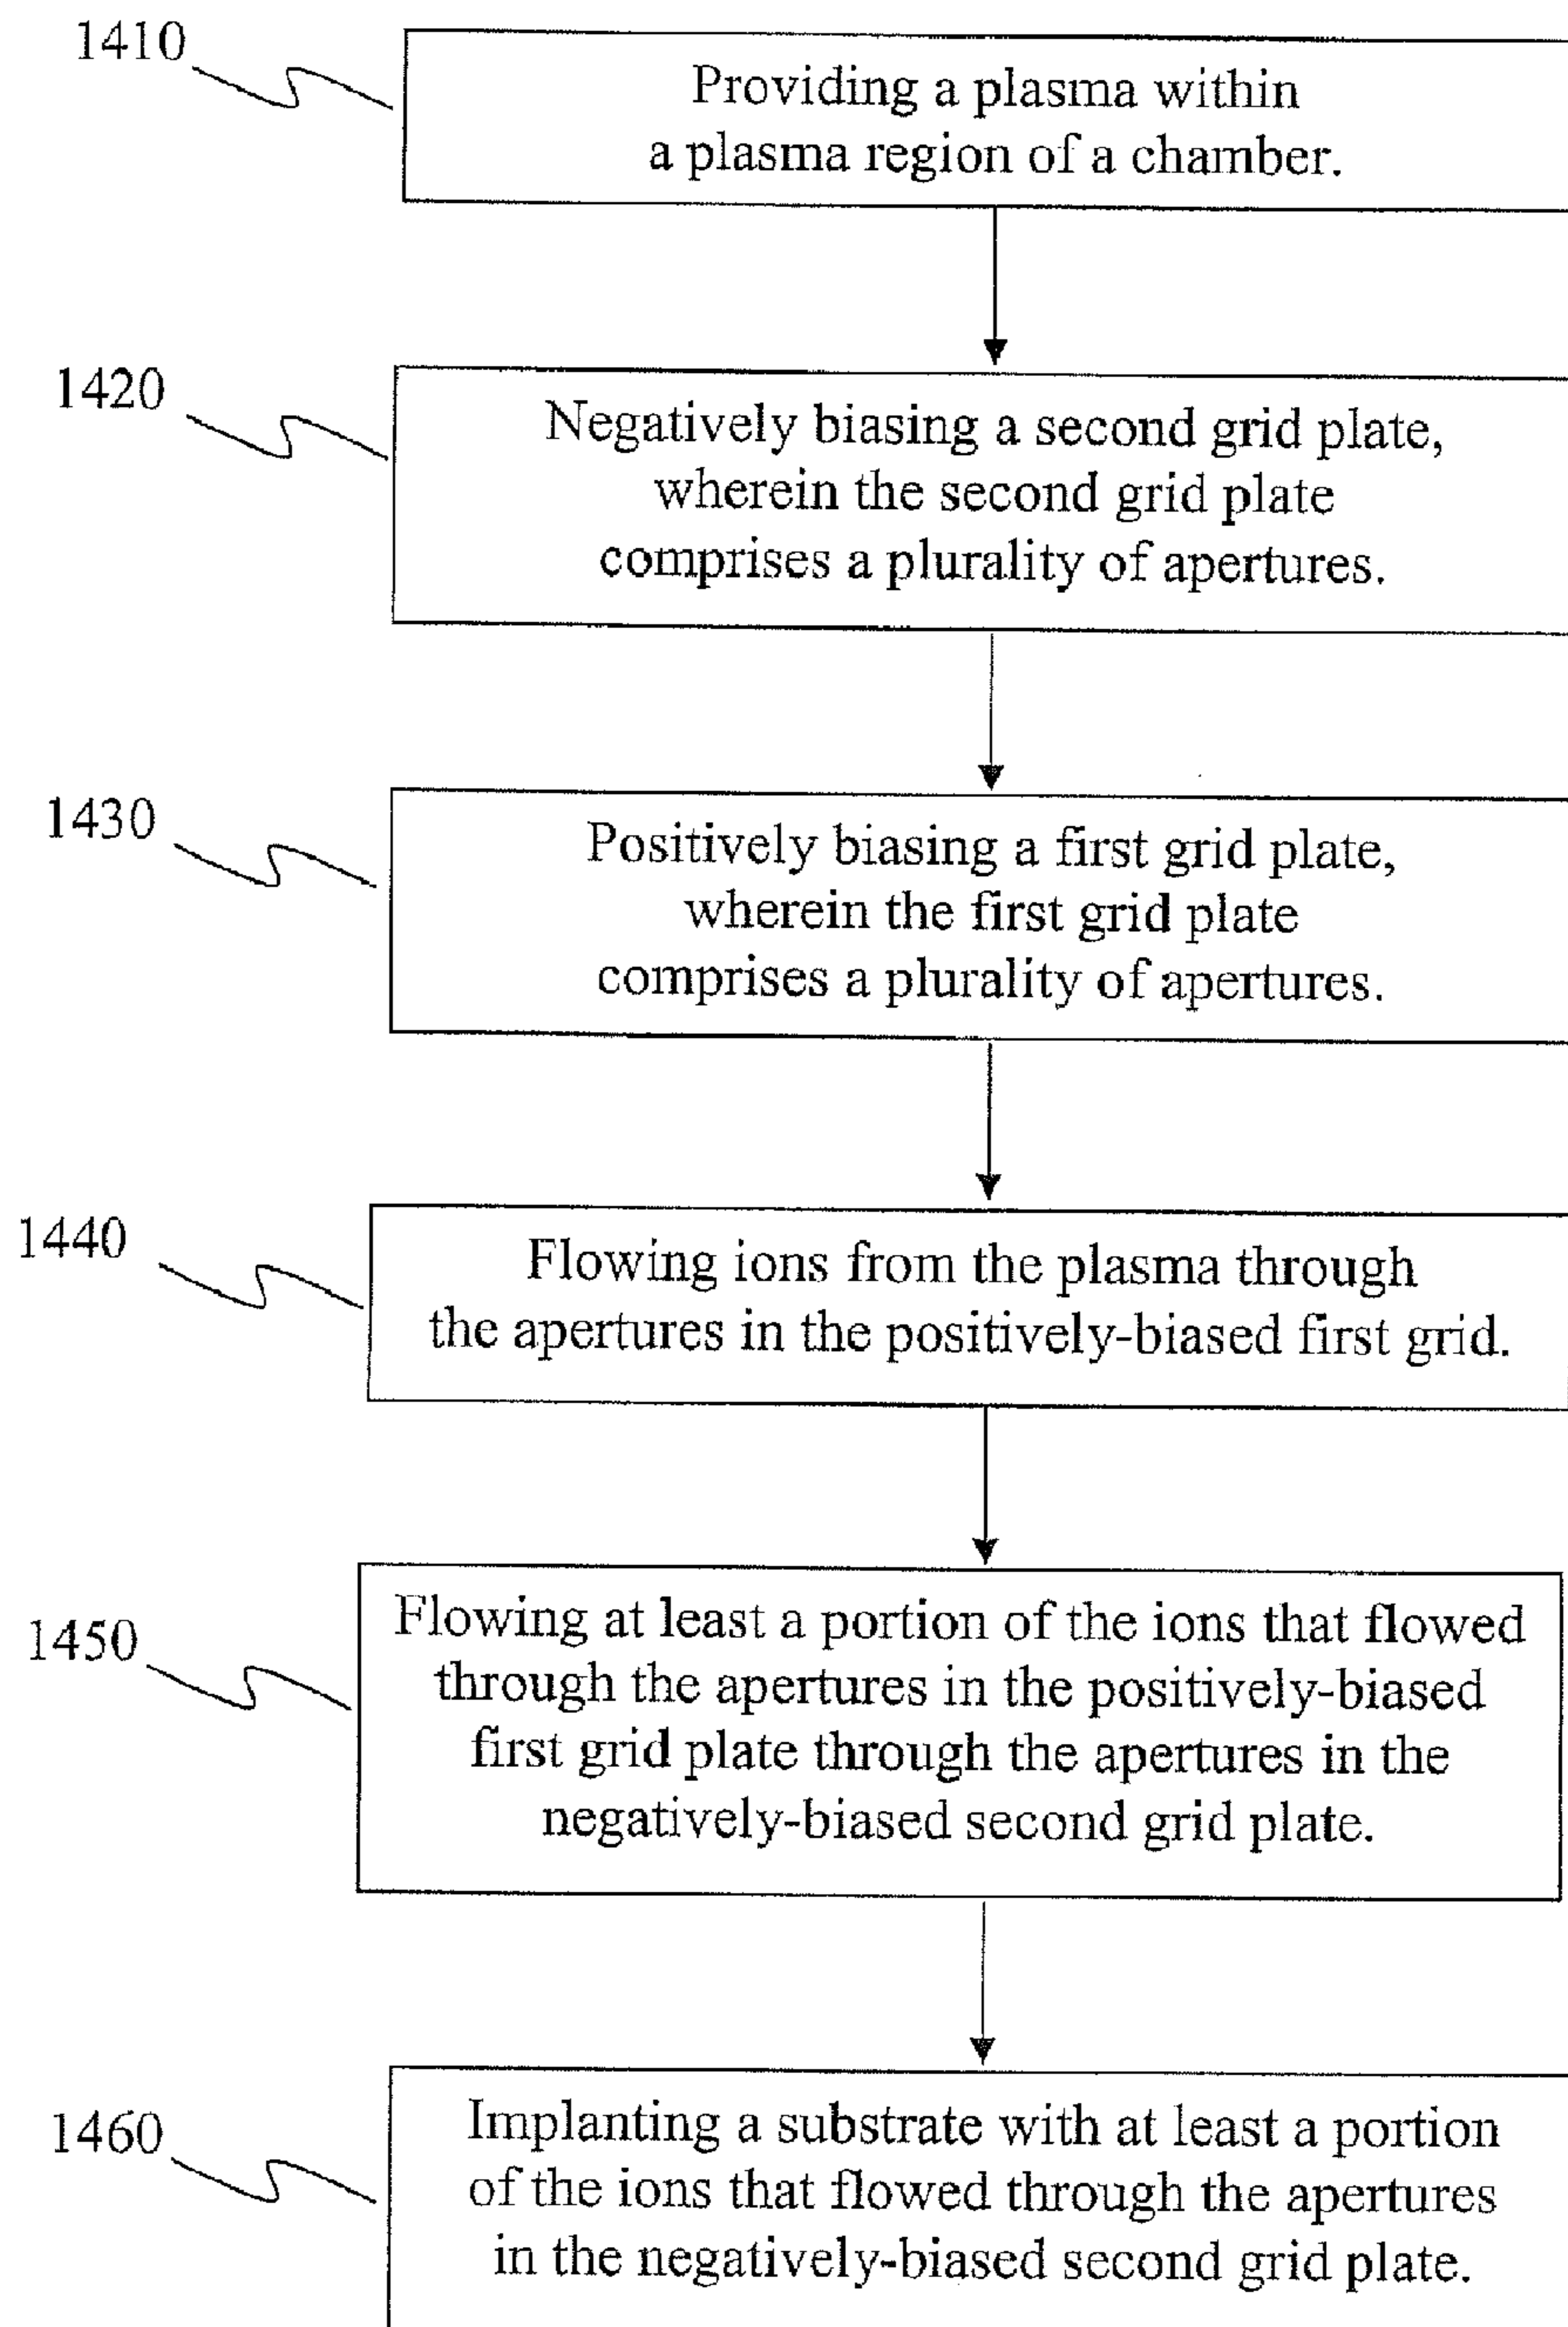 1410
Providing a plasma within
a plasma region of a chamber.
1420
Negatively biasing a second grid plate,
wherein the second grid plate
comprises a plurality of apertures.
1430
Positively biasing a first grid plate,
wherein the first grid plate
comprises a plurality of apertures.
1440
Flowing ions from the plasma through
the apertures in the positively-biased first grid.
1450
Flowing at least a portion of the ions that flowed
through the apertures in the positively-biased
first grid plate through the apertures in the
negatively-biased second grid plate.
1460
Implanting a substrate with at least a portion
of the ions that flowed through the apertures
in the negatively-biased second grid plate.